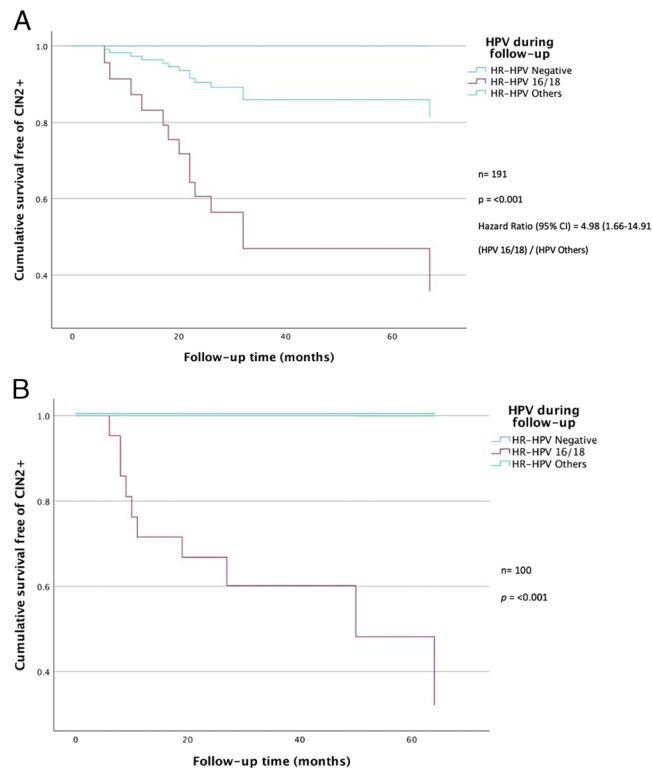 A
HPV during
follow-up
HR-HPV Negative
HR-HPV 16/18
HR-HPV Others
n= 191
p = <0.001
Hazard Ratio (95% CI) = 4.98 (1.66-14.91
(HPV 16/18) / (HPV Others)
Cumulative survival free of CIN2+
1.0
0.8
0.6
0.4
0
20
40
60
Follow-up time (months)
B
HPV during
follow-up
HR-HPV Negative
HR-HPV 16/18
HR-HPV Others
n= 100
p = <0.001
Cumulative survival free of CIN2+
1.0
0.8
0.6
0.4
0
20
40
60
Follow-up time (months)